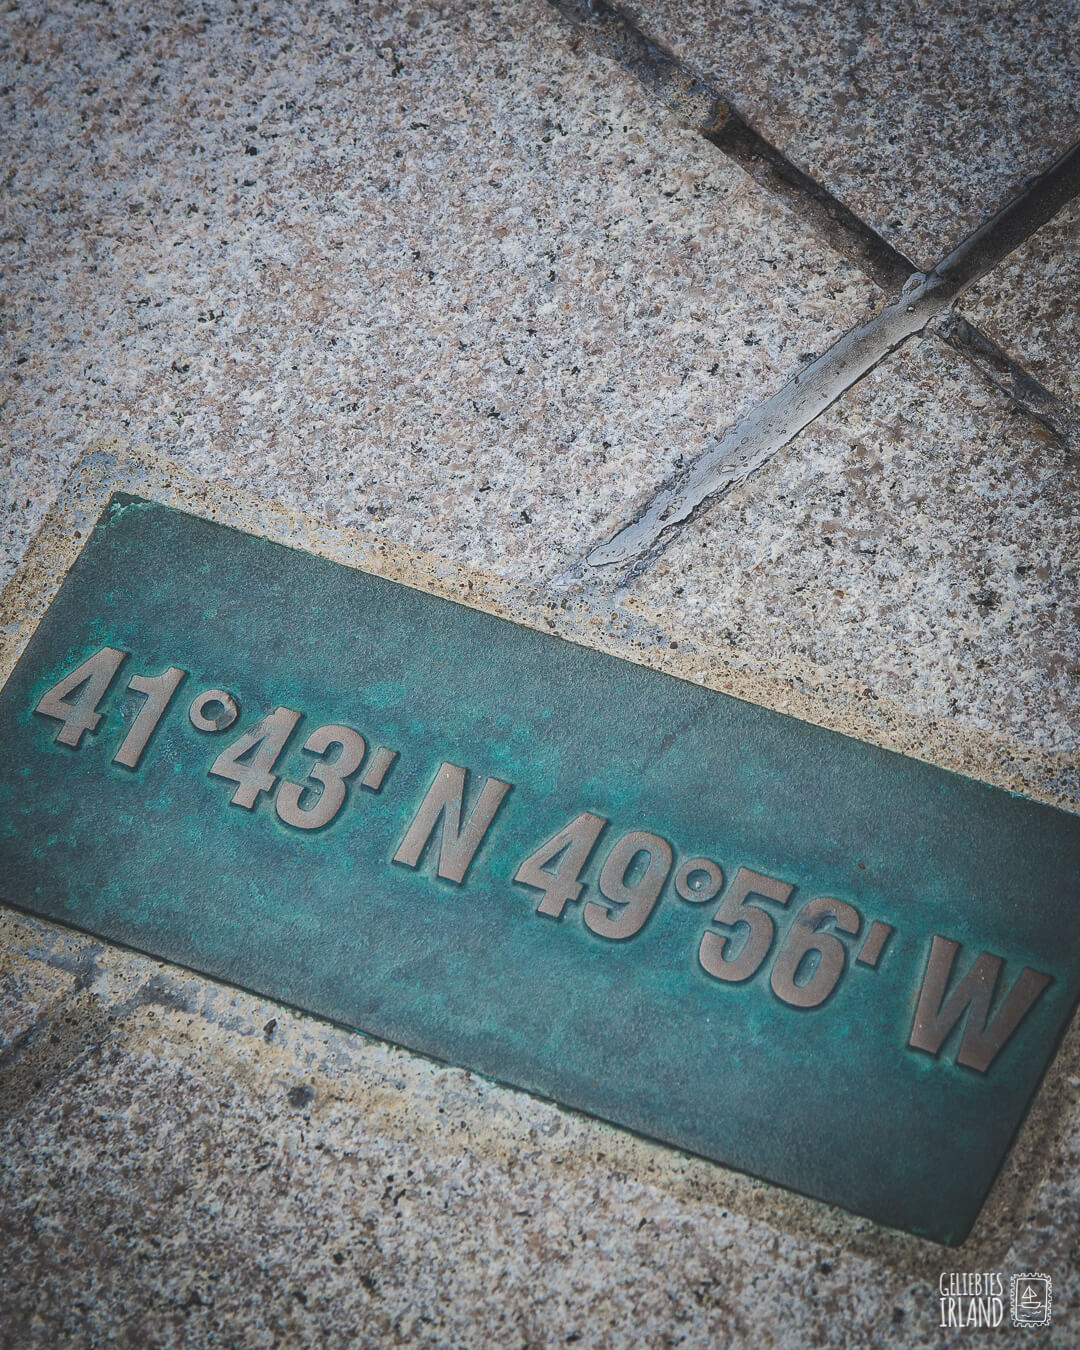 41°43' N 49°56' W
GELIEBTES
IRLAND